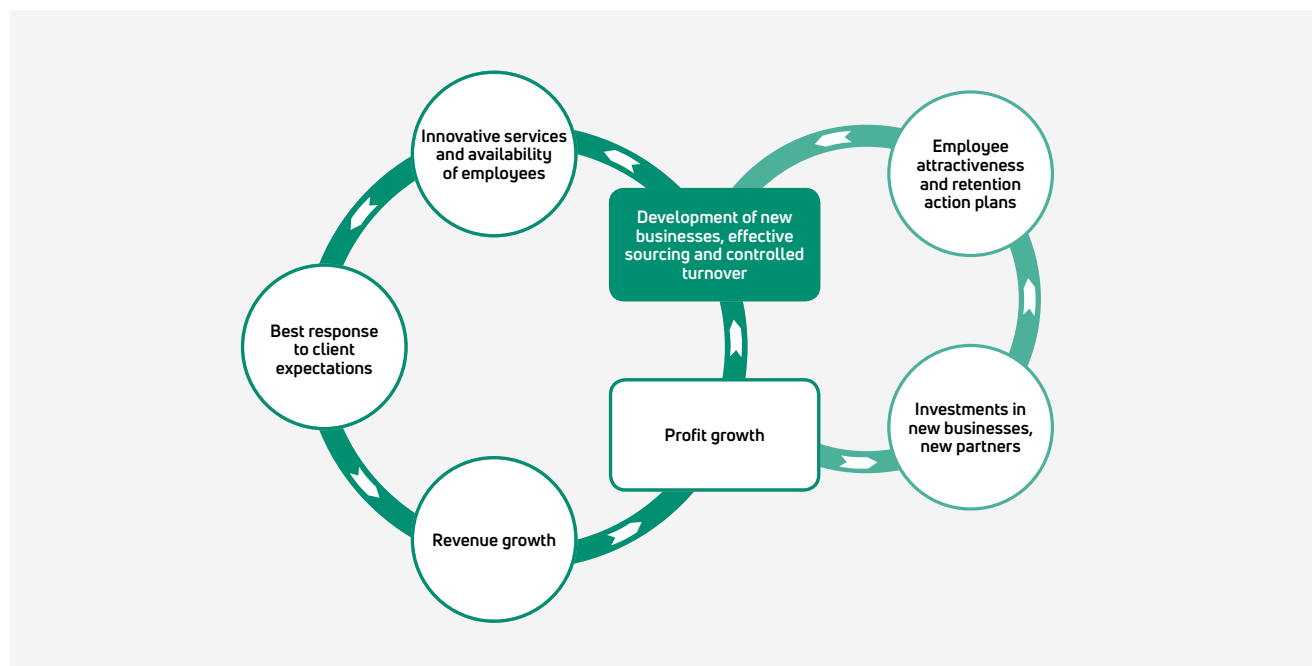 Innovative services
and availability
of employees
Employee
attractiveness
and retention
action plans
Development of new
businesses, effective
sourcing and controlled
turnover
Best response
to client
expectations
Profit growth
Investments in
new businesses,
new partners
Revenue growth